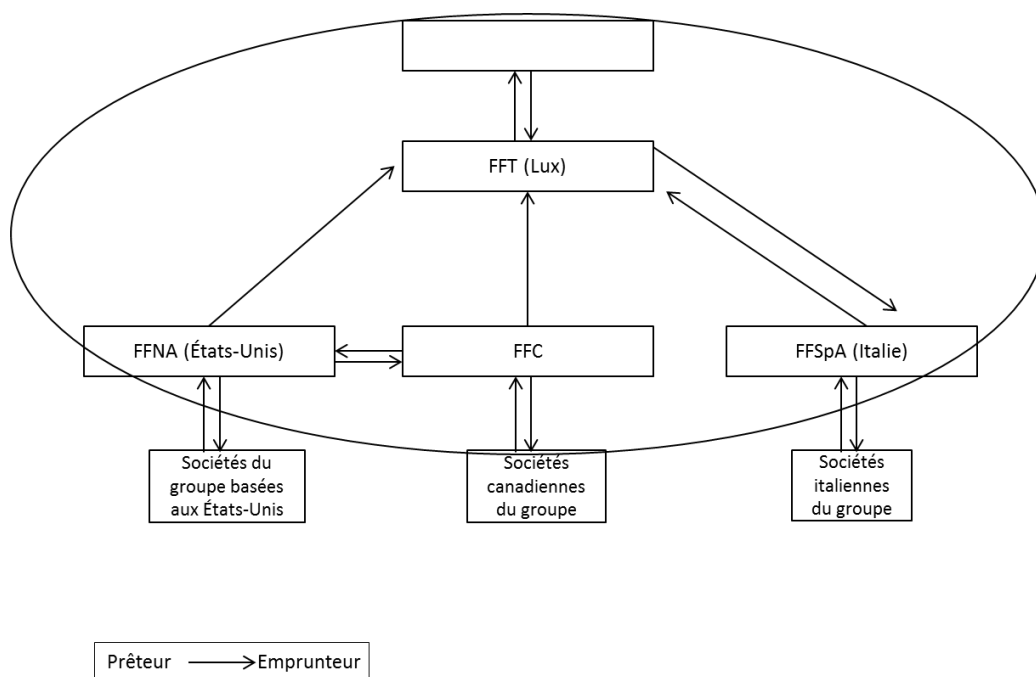 FFT (Lux)
FFNA (États-Unis)
FFC
FFSpA (Italie)
Sociétés du
groupe basées
aux États-Unis
Sociétés
canadiennes
du groupe
Sociétés
italiennes
du groupe
Prêteur
Emprunteur